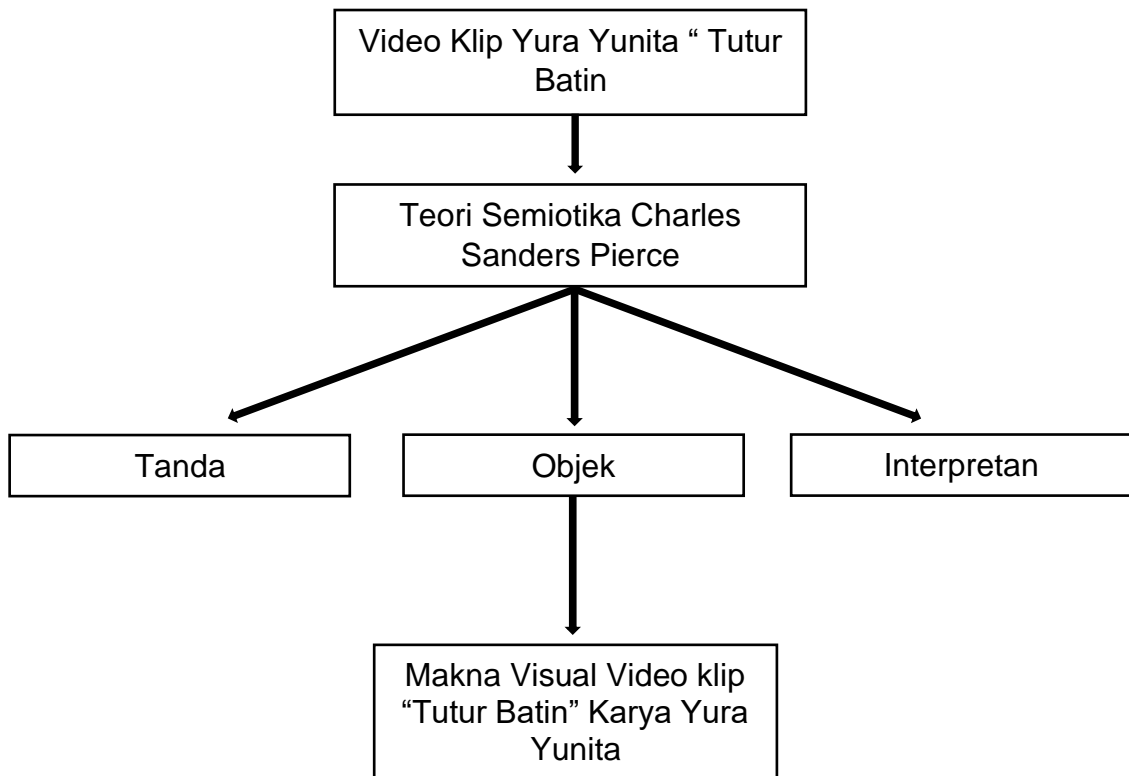 Video Klip Yura Yunita “ Tutur
Batin
Teori Semiotika Charles
Sanders Pierce
Tanda
Objek
Interpretan
Makna Visual Video klip
“Tutur Batin” Karya Yura
Yunita